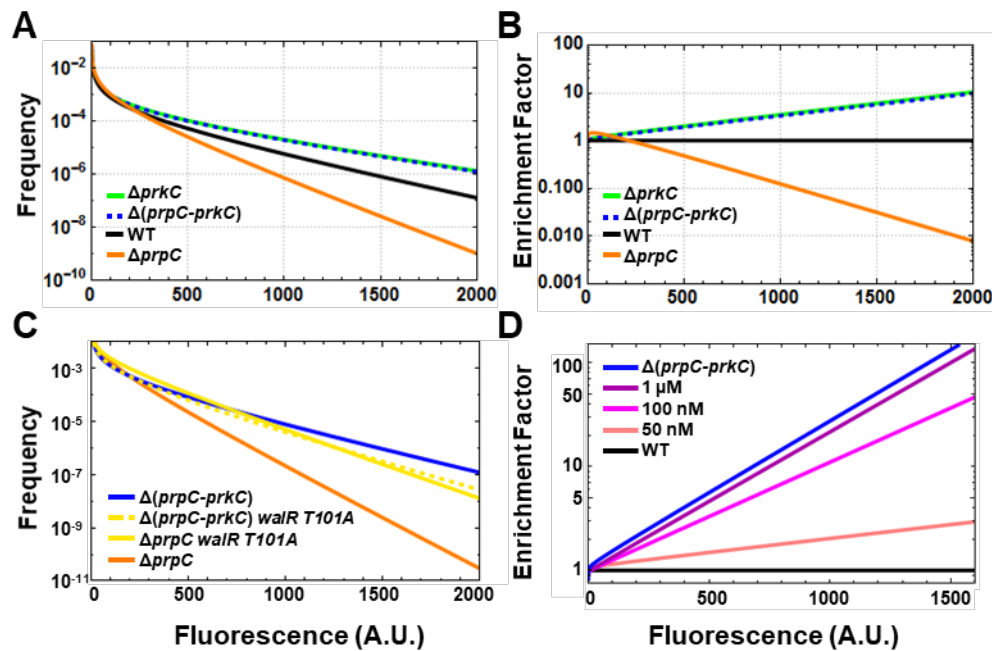 A
Frequency
10⁻²
10⁻⁴
10⁻⁶
10⁻⁸
10⁻¹⁰
ΔprkC
Δ(prpC-prkC)
WT
ΔprpC
0 500 1000 1500 2000
B
Enrichment Factor
100
10
1
0.100
0.010
0.001
ΔprkC
Δ(prpC-prkC)
WT
ΔprpC
0 500 1000 1500 2000
C
Frequency
10⁻³
10⁻⁵
10⁻⁷
10⁻⁹
10⁻¹¹
Δ(prpC-prkC)
Δ(prpC-prkC) walR T101A
ΔprpC walR T101A
ΔprpC
0 500 1000 1500 2000
Fluorescence (A.U.)
D
Enrichment Factor
100
50
10
5
1
Δ(prpC-prkC)
1 µM
100 nM
50 nM
WT
0 500 1000 1500
Fluorescence (A.U.)